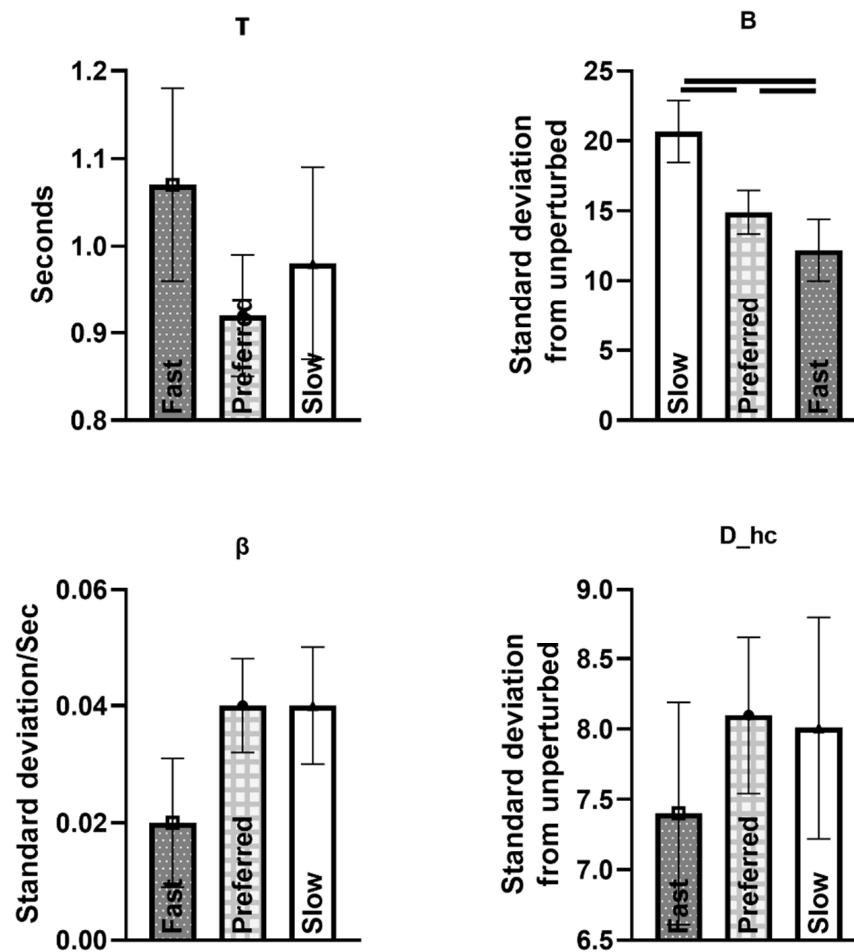 T
Seconds
1.2
1.1
1.0
0.9
0.8
Fast
Preferred
Slow
B
Standard deviation
from unperturbed
25
20
15
10
5
0
Slow
Preferred
Fast
β
Standard deviation/Sec
0.06
0.04
0.02
0.00
Fast
Preferred
Slow
D_hc
Standard deviation
from unperturbed
9.0
8.5
8.0
7.5
7.0
6.5
Fast
Preferred
Slow